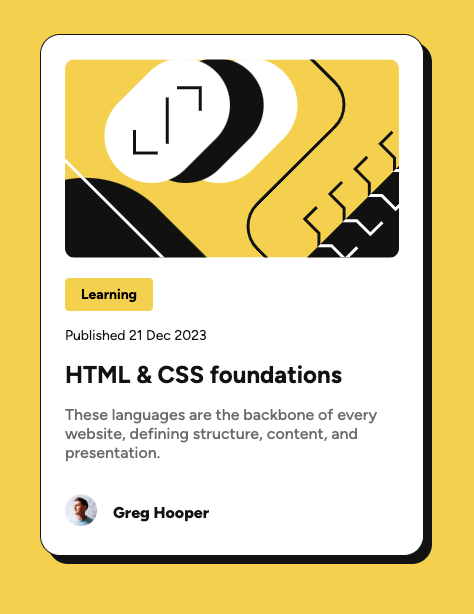 Learning
Published 21 Dec 2023
HTML & CSS foundations
These languages are the backbone of every
website, defining structure, content, and
presentation.
Greg Hooper